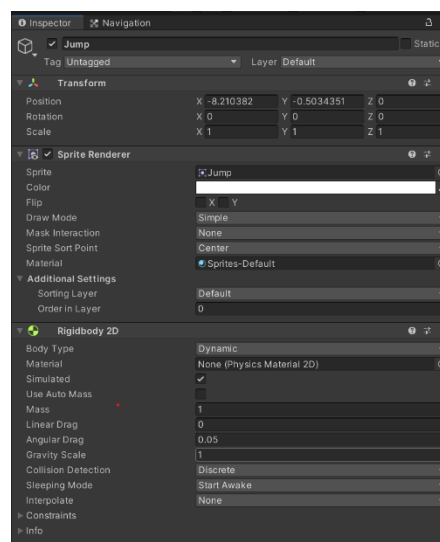 Inspector Navigation
Jump Static
Tag Untagged Layer Default
Transform
Position X -8.210382 Y -0.5034351 Z 0
Rotation X 0 Y 0 Z 0
Scale X 1 Y 1 Z 1
Sprite Renderer
Sprite Jump
Color
Flip X Y
Draw Mode Simple
Mask Interaction None
Sprite Sort Point Center
Material Sprites-Default
Additional Settings
Sorting Layer Default
Order in Layer 0
Rigidbody 2D
Body Type Dynamic
Material None (Physics Material 2D)
Simulated
Use Auto Mass
Mass 1
Linear Drag 0
Angular Drag 0.05
Gravity Scale 1
Collision Detection Discrete
Sleeping Mode Start Awake
Interpolate None
Constraints
Info